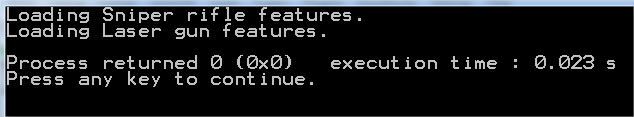 Loading Sniper rifle features.
Loading Laser gun features.
Process returned 0 (0x0)   execution time : 0.023 s
Press any key to continue.